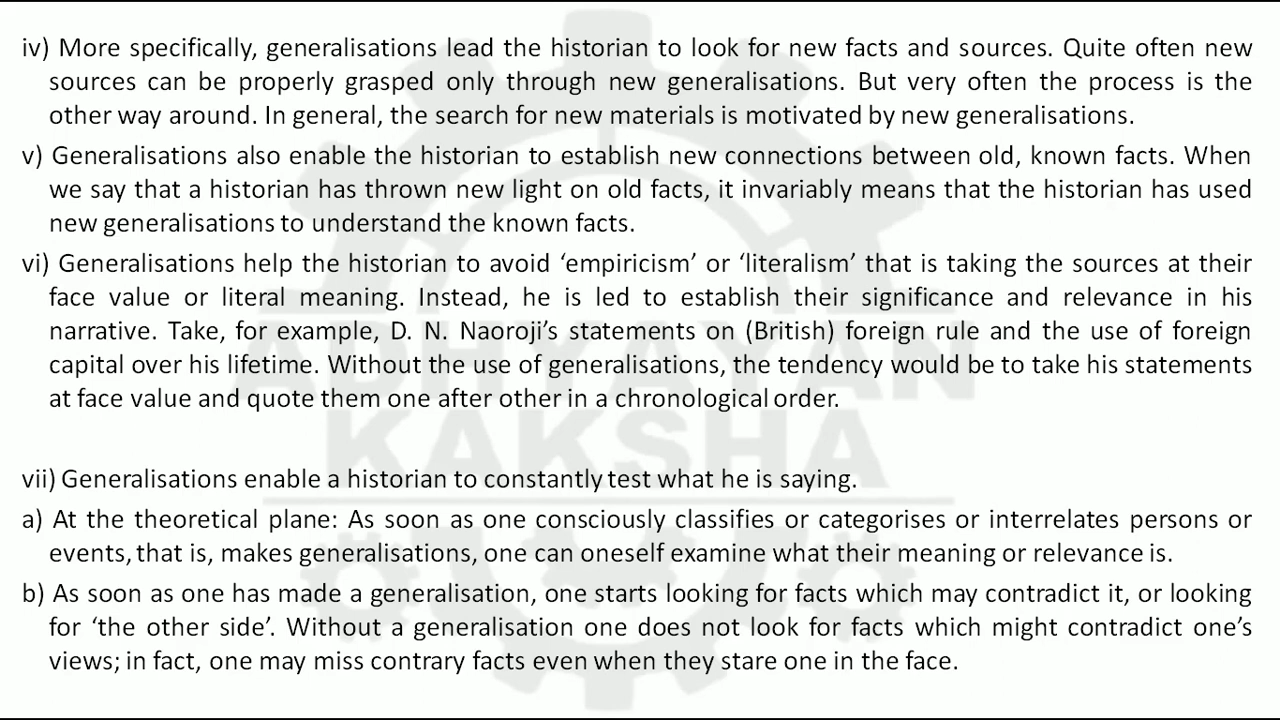 iv) More specifically, generalisations lead the historian to look for new facts and sources. Quite often new
sources can be properly grasped only through new generalisations. But very often the process is the
other way around. In general, the search for new materials is motivated by new generalisations.
v) Generalisations also enable the historian to establish new connections between old, known facts. When
we say that a historian has thrown new light on old facts, it invariably means that the historian has used
new generalisations to understand the known facts.
vi) Generalisations help the historian to avoid ‘empiricism’ or ‘literalism’ that is taking the sources at their
face value or literal meaning. Instead, he is led to establish their significance and relevance in his
narrative. Take, for example, D. N. Naoroji’s statements on (British) foreign rule and the use of foreign
capital over his lifetime. Without the use of generalisations, the tendency would be to take his statements
at face value and quote them one after other in a chronological order.
ADHYAYAN
KAKSHA
vii) Generalisations enable a historian to constantly test what he is saying.
a) At the theoretical plane: As soon as one consciously classifies or categorises or interrelates persons or
events, that is, makes generalisations, one can oneself examine what their meaning or relevance is.
b) As soon as one has made a generalisation, one starts looking for facts which may contradict it, or looking
for ‘the other side’. Without a generalisation one does not look for facts which might contradict one’s
views; in fact, one may miss contrary facts even when they stare one in the face.